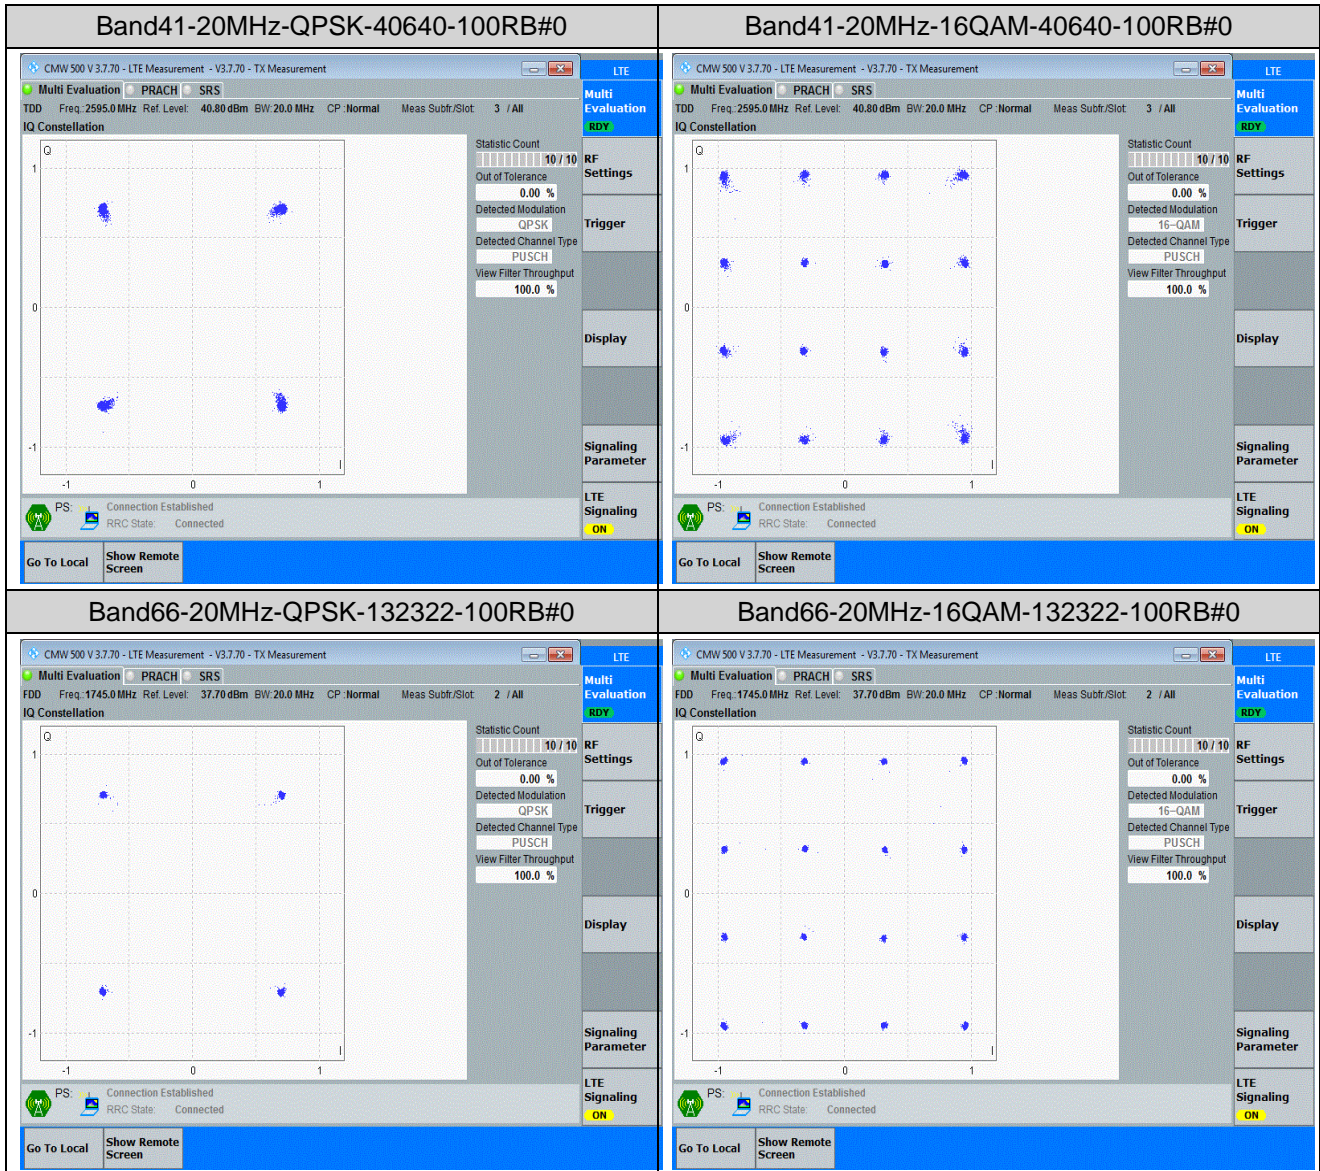 Band41-20MHz-QPSK-40640-100RB#0
CMW 500 V 3.7.70 - LTE Measurement - V3.7.70 - TX Measurement
LTE
Multi Evaluation PRACH SRS
Multi Evaluation
RDY
TDD Freq.:2595.0 MHz Ref. Level: 40.80 dBm BW:20.0 MHz CP :Normal Meas Subfr./Slot: 3 / All
IQ Constellation
Q
1
0
-1
-1
0
1
I
Statistic Count
10 / 10
Out of Tolerance
0.00 %
Detected Modulation
QPSK
Detected Channel Type
PUSCH
View Filter Throughput
100.0 %
RF Settings
Trigger
Display
Signaling Parameter
LTE Signaling
ON
PS: Connection Established
RRC State: Connected
Go To Local
Show Remote Screen
Band41-20MHz-16QAM-40640-100RB#0
CMW 500 V 3.7.70 - LTE Measurement - V3.7.70 - TX Measurement
LTE
Multi Evaluation PRACH SRS
Multi Evaluation
RDY
TDD Freq.:2595.0 MHz Ref. Level: 40.80 dBm BW:20.0 MHz CP :Normal Meas Subfr./Slot: 3 / All
IQ Constellation
Q
1
0
-1
-1
0
1
I
Statistic Count
10 / 10
Out of Tolerance
0.00 %
Detected Modulation
16-QAM
Detected Channel Type
PUSCH
View Filter Throughput
100.0 %
RF Settings
Trigger
Display
Signaling Parameter
LTE Signaling
ON
PS: Connection Established
RRC State: Connected
Go To Local
Show Remote Screen
Band66-20MHz-QPSK-132322-100RB#0
CMW 500 V 3.7.70 - LTE Measurement - V3.7.70 - TX Measurement
LTE
Multi Evaluation PRACH SRS
Multi Evaluation
RDY
FDD Freq.:1745.0 MHz Ref. Level: 37.70 dBm BW:20.0 MHz CP :Normal Meas Subfr./Slot: 2 / All
IQ Constellation
Q
1
0
-1
-1
0
1
I
Statistic Count
10 / 10
Out of Tolerance
0.00 %
Detected Modulation
QPSK
Detected Channel Type
PUSCH
View Filter Throughput
100.0 %
RF Settings
Trigger
Display
Signaling Parameter
LTE Signaling
ON
PS: Connection Established
RRC State: Connected
Go To Local
Show Remote Screen
Band66-20MHz-16QAM-132322-100RB#0
CMW 500 V 3.7.70 - LTE Measurement - V3.7.70 - TX Measurement
LTE
Multi Evaluation PRACH SRS
Multi Evaluation
RDY
FDD Freq.:1745.0 MHz Ref. Level: 37.70 dBm BW:20.0 MHz CP :Normal Meas Subfr./Slot: 2 / All
IQ Constellation
Q
1
0
-1
-1
0
1
I
Statistic Count
10 / 10
Out of Tolerance
0.00 %
Detected Modulation
16-QAM
Detected Channel Type
PUSCH
View Filter Throughput
100.0 %
RF Settings
Trigger
Display
Signaling Parameter
LTE Signaling
ON
PS: Connection Established
RRC State: Connected
Go To Local
Show Remote Screen